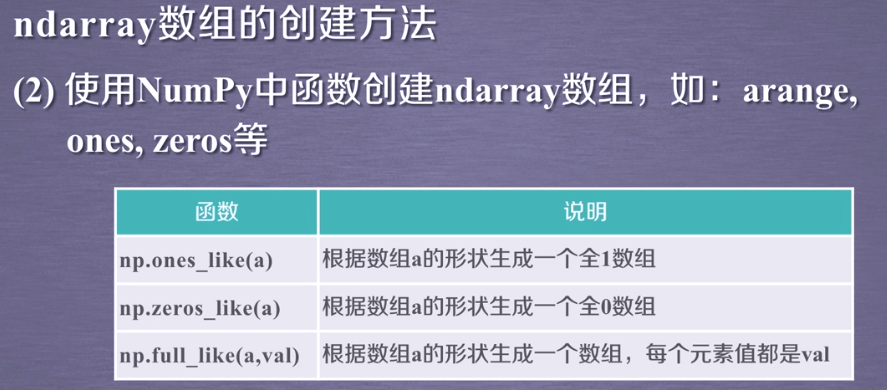 ndarray数组的创建方法
(2) 使用NumPy中函数创建ndarray数组，如：arange,
ones, zeros等
函数 说明
np.ones_like(a) 根据数组a的形状生成一个全1数组
np.zeros_like(a) 根据数组a的形状生成一个全0数组
np.full_like(a,val) 根据数组a的形状生成一个数组，每个元素值都是val